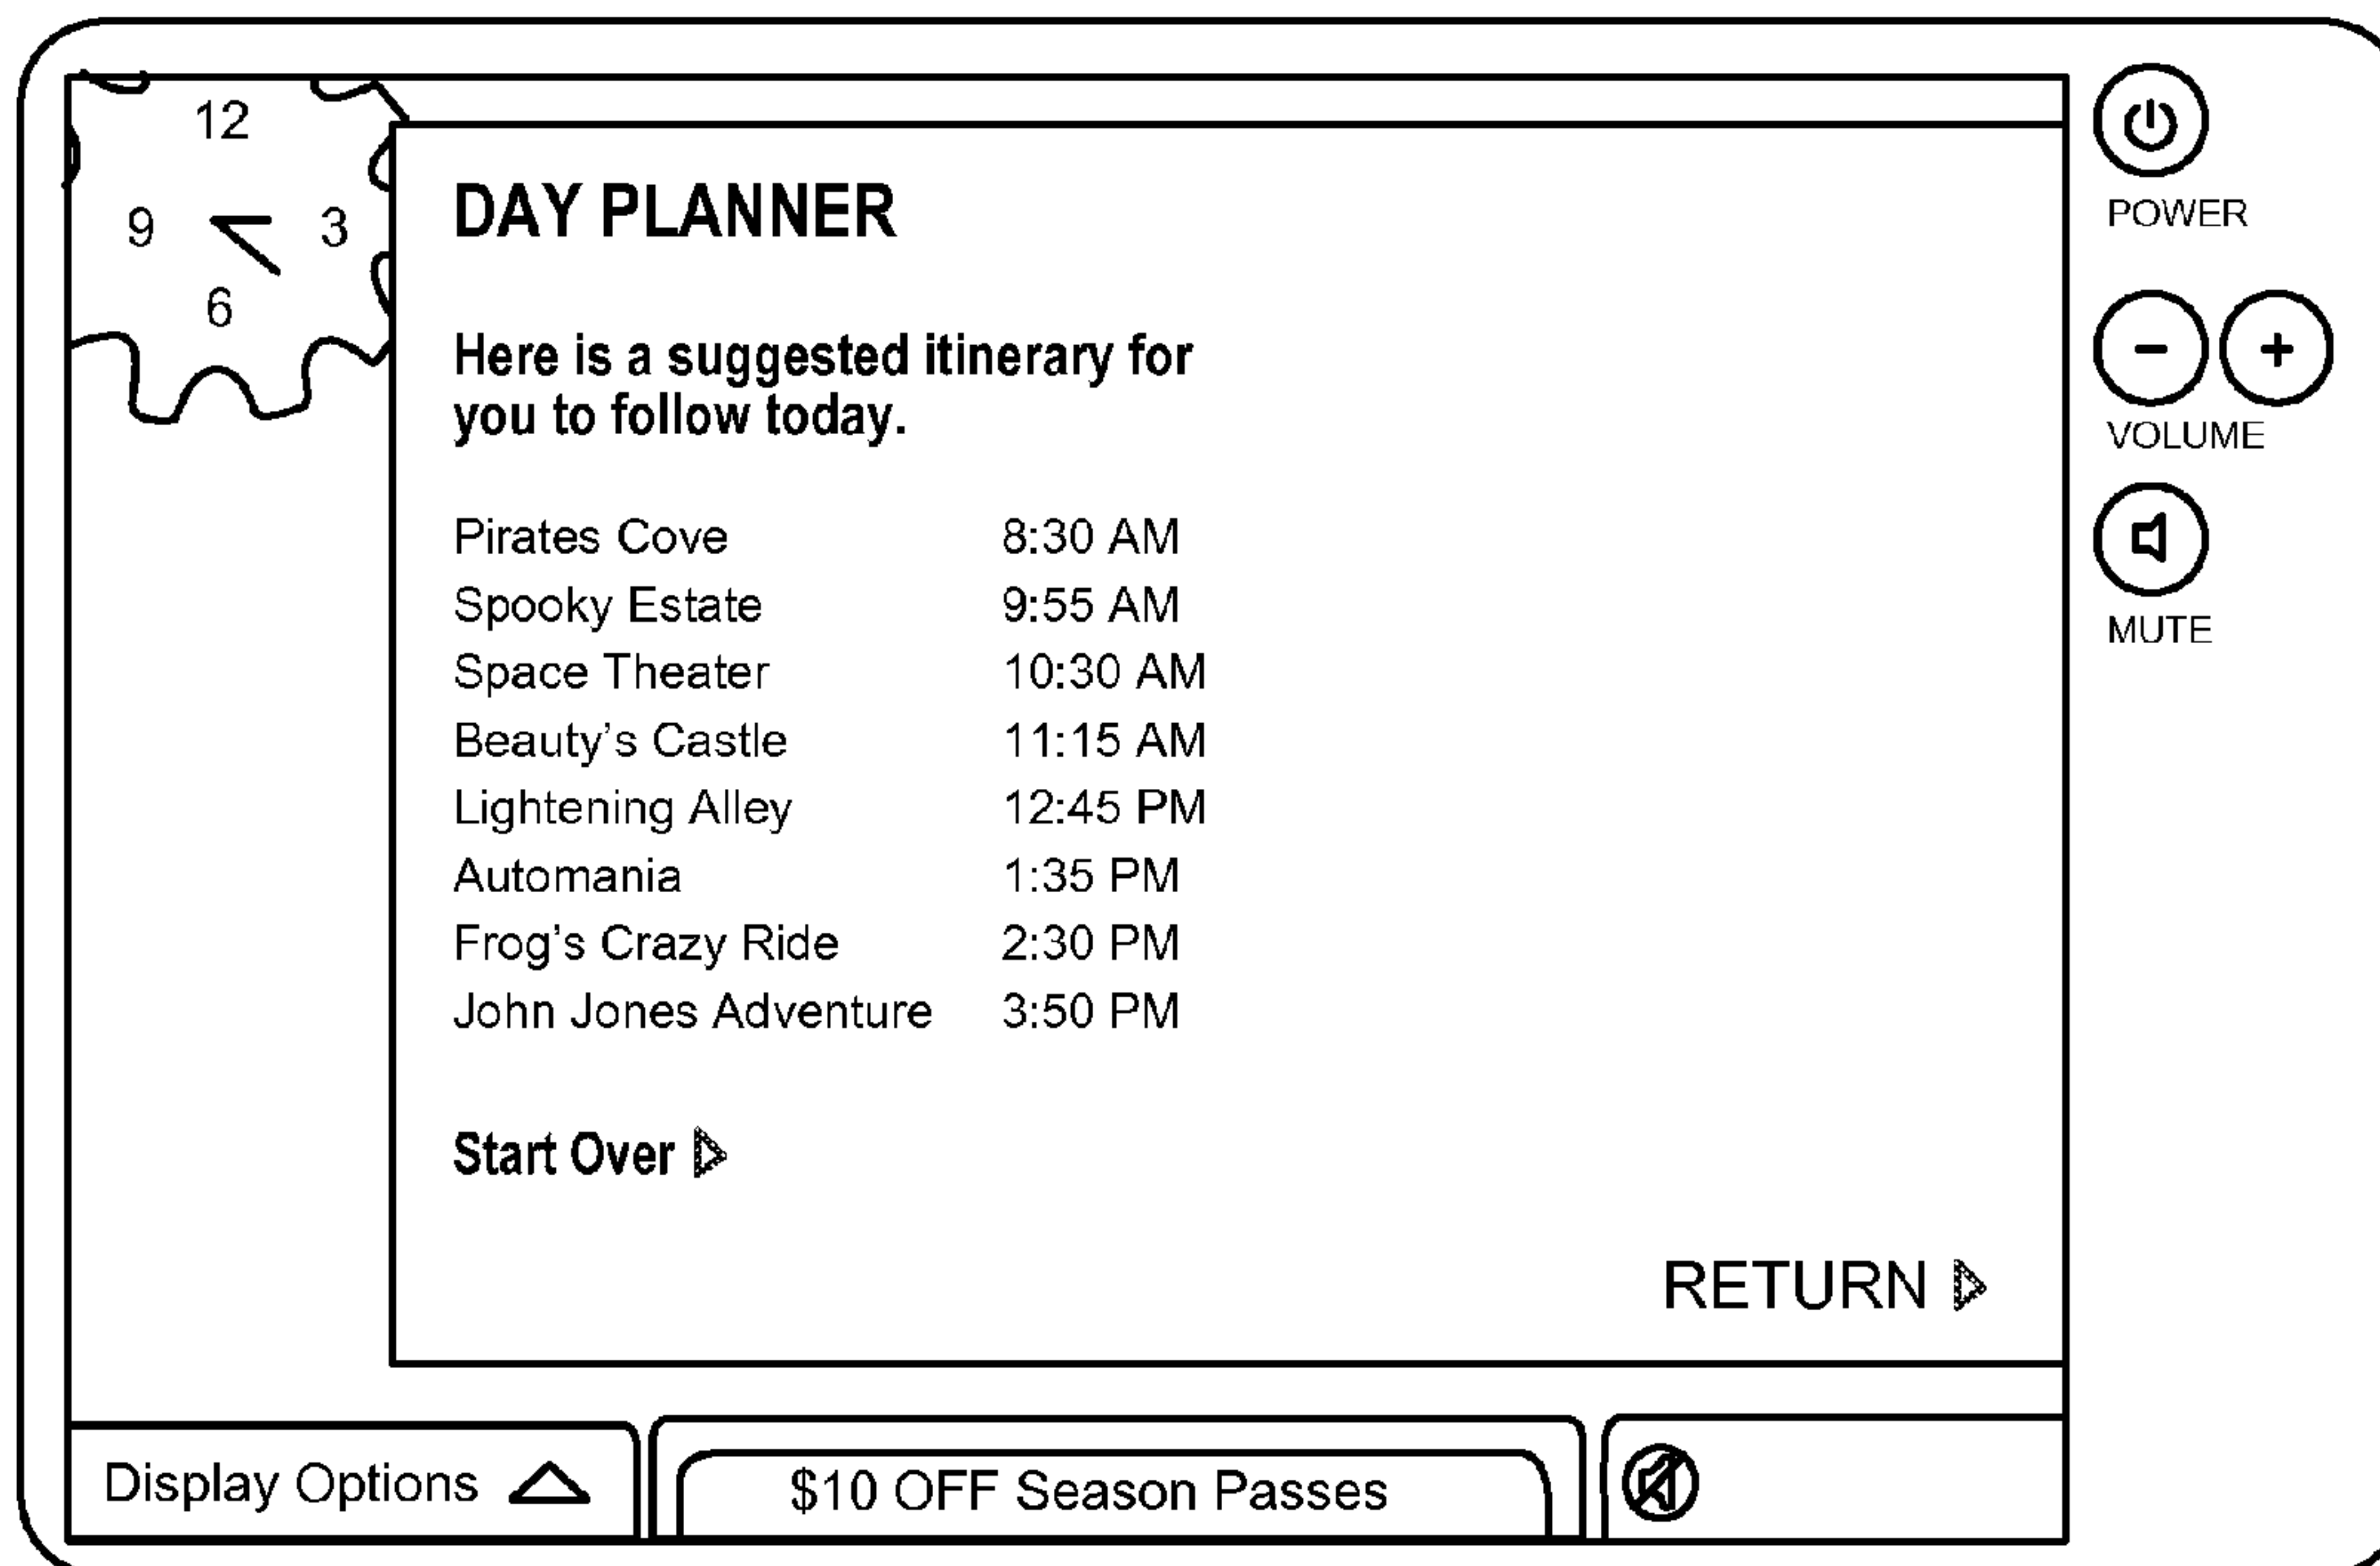 12
9 3
6
DAY PLANNER
Here is a suggested itinerary for
you to follow today.
Pirates Cove 8:30 AM
Spooky Estate 9:55 AM
Space Theater 10:30 AM
Beauty's Castle 11:15 AM
Lightening Alley 12:45 PM
Automania 1:35 PM
Frog's Crazy Ride 2:30 PM
John Jones Adventure 3:50 PM
Start Over
RETURN
Display Options
$10 OFF Season Passes
POWER
- +
VOLUME
MUTE